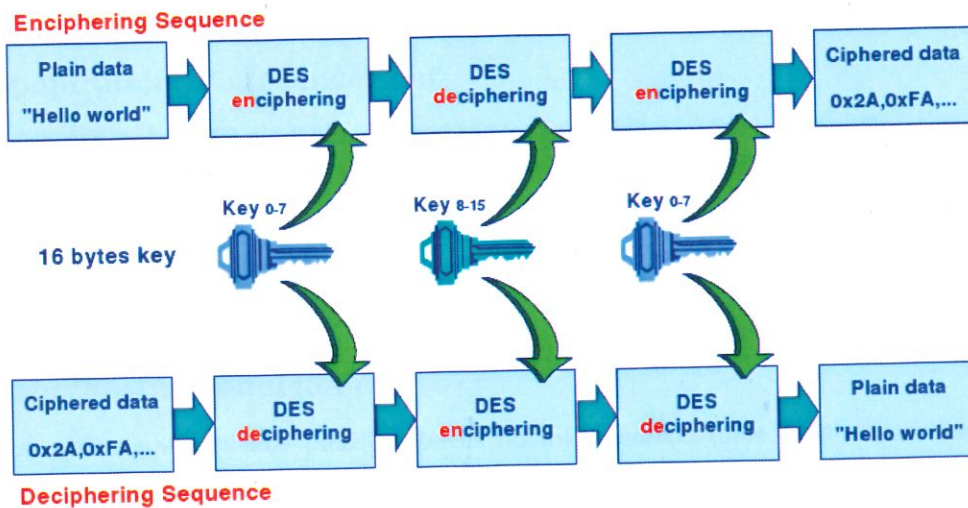 Enciphering Sequence
Plain data
"Hello world"
DES
enciphering
DES
deciphering
DES
enciphering
Ciphered data
0x2A,0xFA,...
Key 0-7
Key 8-15
Key 0-7
16 bytes key
Ciphered data
0x2A,0xFA,...
DES
deciphering
DES
enciphering
DES
deciphering
Plain data
"Hello world"
Deciphering Sequence